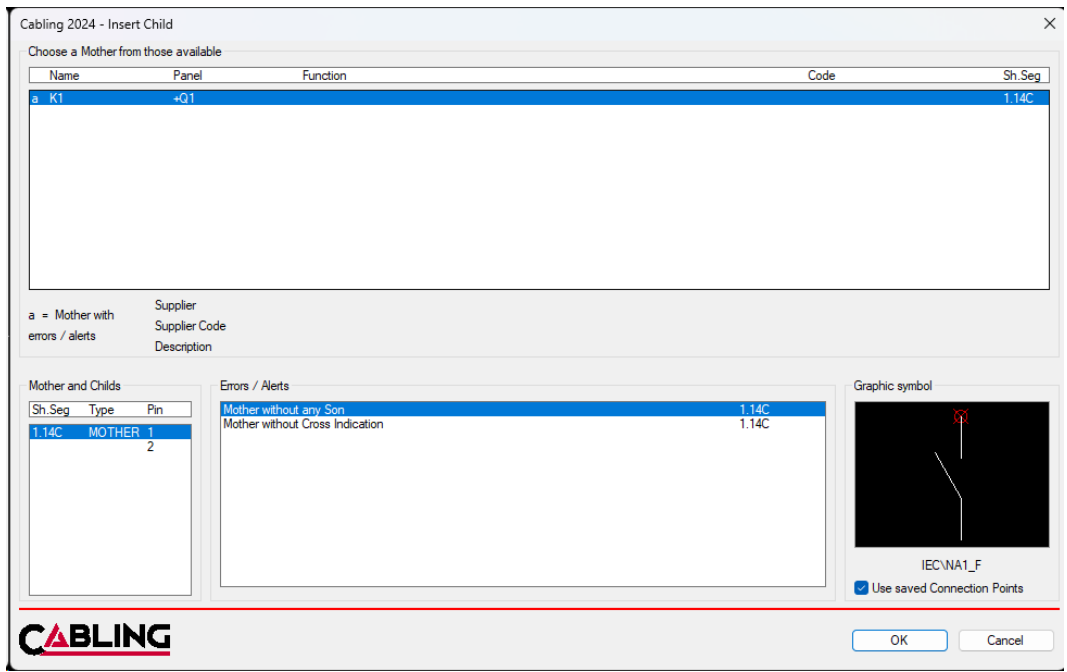 Cabling 2024 - Insert Child
Choose a Mother from those available
Name Panel Function Code Sh.Seg
a K1 +Q1 1.14C
a = Mother with
errors / alerts
Supplier
Supplier Code
Description
Mother and Childs
Sh.Seg Type Pin
1.14C MOTHER 1
2
Errors / Alerts
Mother without any Son 1.14C
Mother without Cross Indication 1.14C
Graphic symbol
IEC\NA1_F
Use saved Connection Points
CABLING
OK Cancel